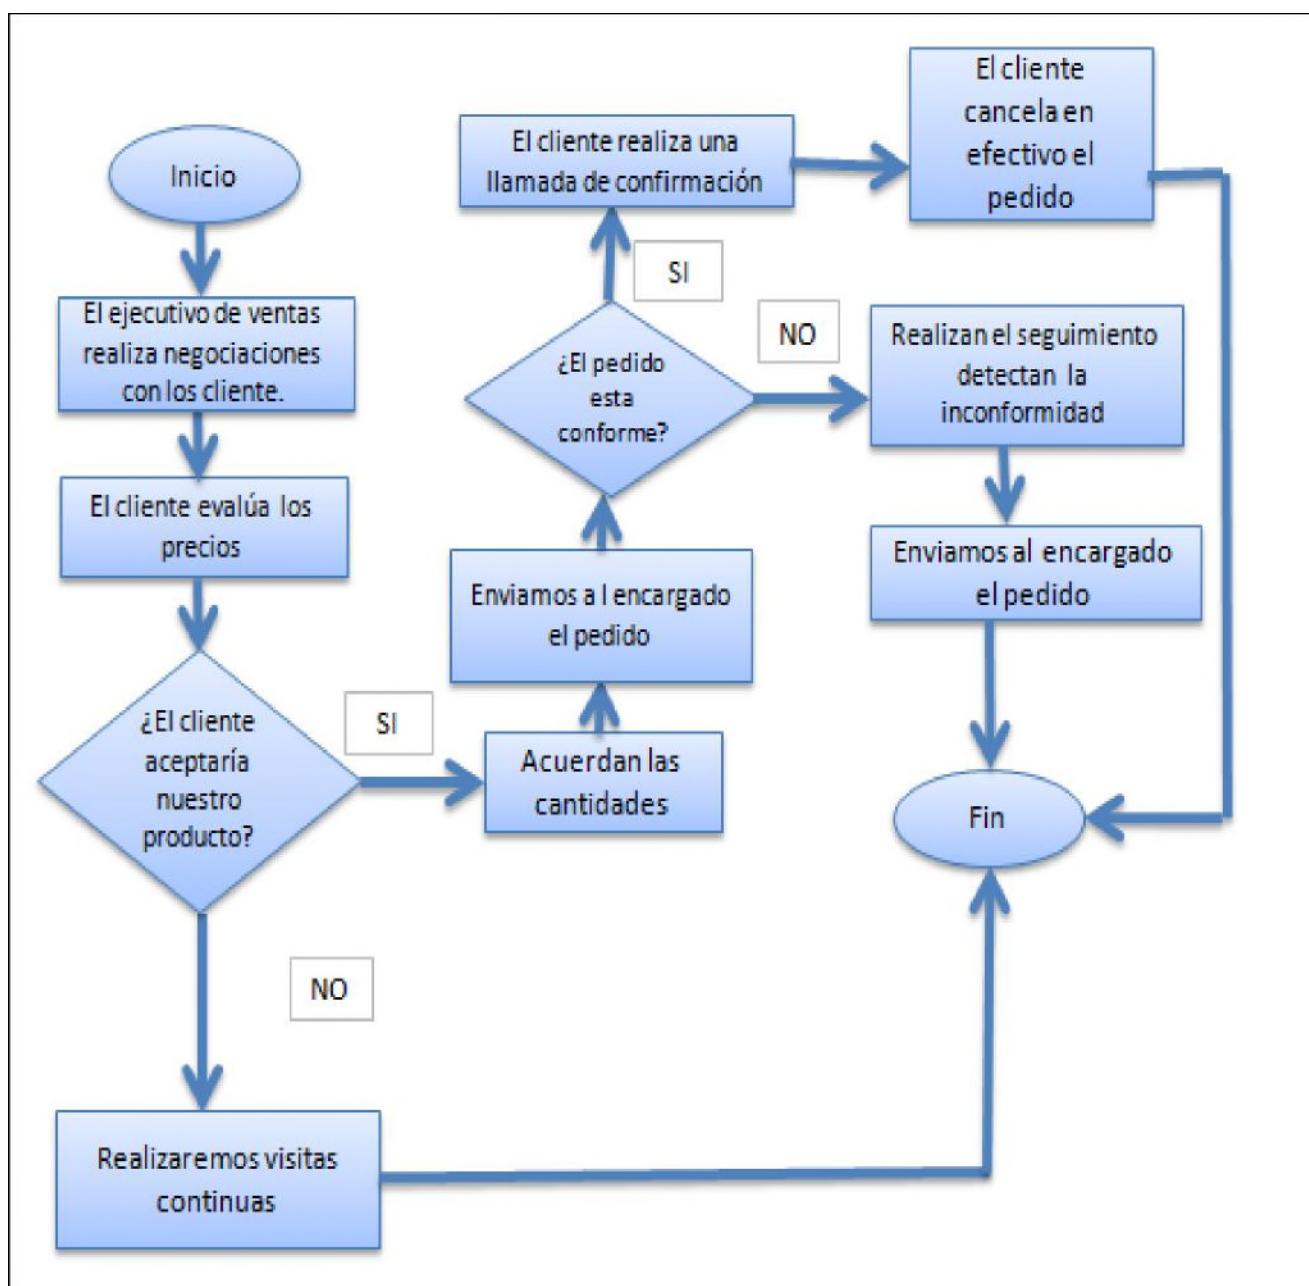 Inicio
El ejecutivo de ventas
realiza negociaciones
con los cliente.
El cliente evalúa los
precios
¿El cliente
aceptaría
nuestro
producto?
SI
NO
Realizaremos visitas
continuas
Acuerdan las
cantidades
Enviamos a l encargado
el pedido
¿El pedido
esta
conforme?
SI
NO
El cliente realiza una
llamada de confirmación
El cliente
cancela en
efectivo el
pedido
Realizan el seguimiento
detectan la
inconformidad
Enviamos al encargado
el pedido
Fin